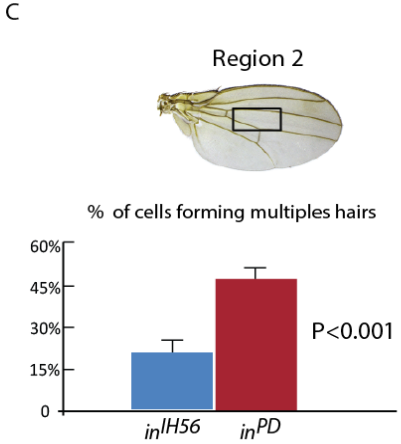 C
Region 2
% of cells forming multiples hairs
60%
45%
30%
15%
0
P<0.001
inIH56
inPD